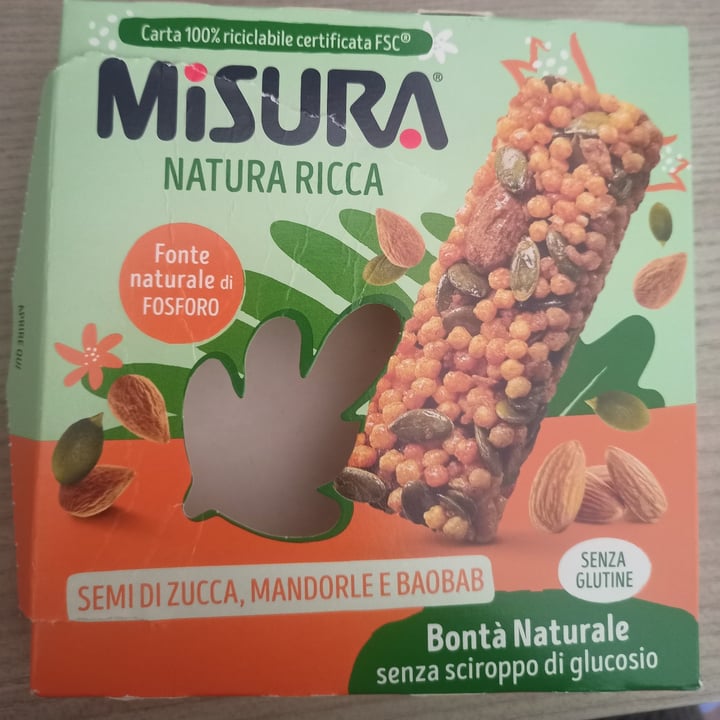 Carta 100% riciclabile certificata FSC®
MiSURA®
NATURA RICCA
Fonte
naturale di
FOSFORO
SEMI DI ZUCCA, MANDORLE E BAOBAB
SENZA
GLUTINE
Bontà Naturale
senza sciroppo di glucosio